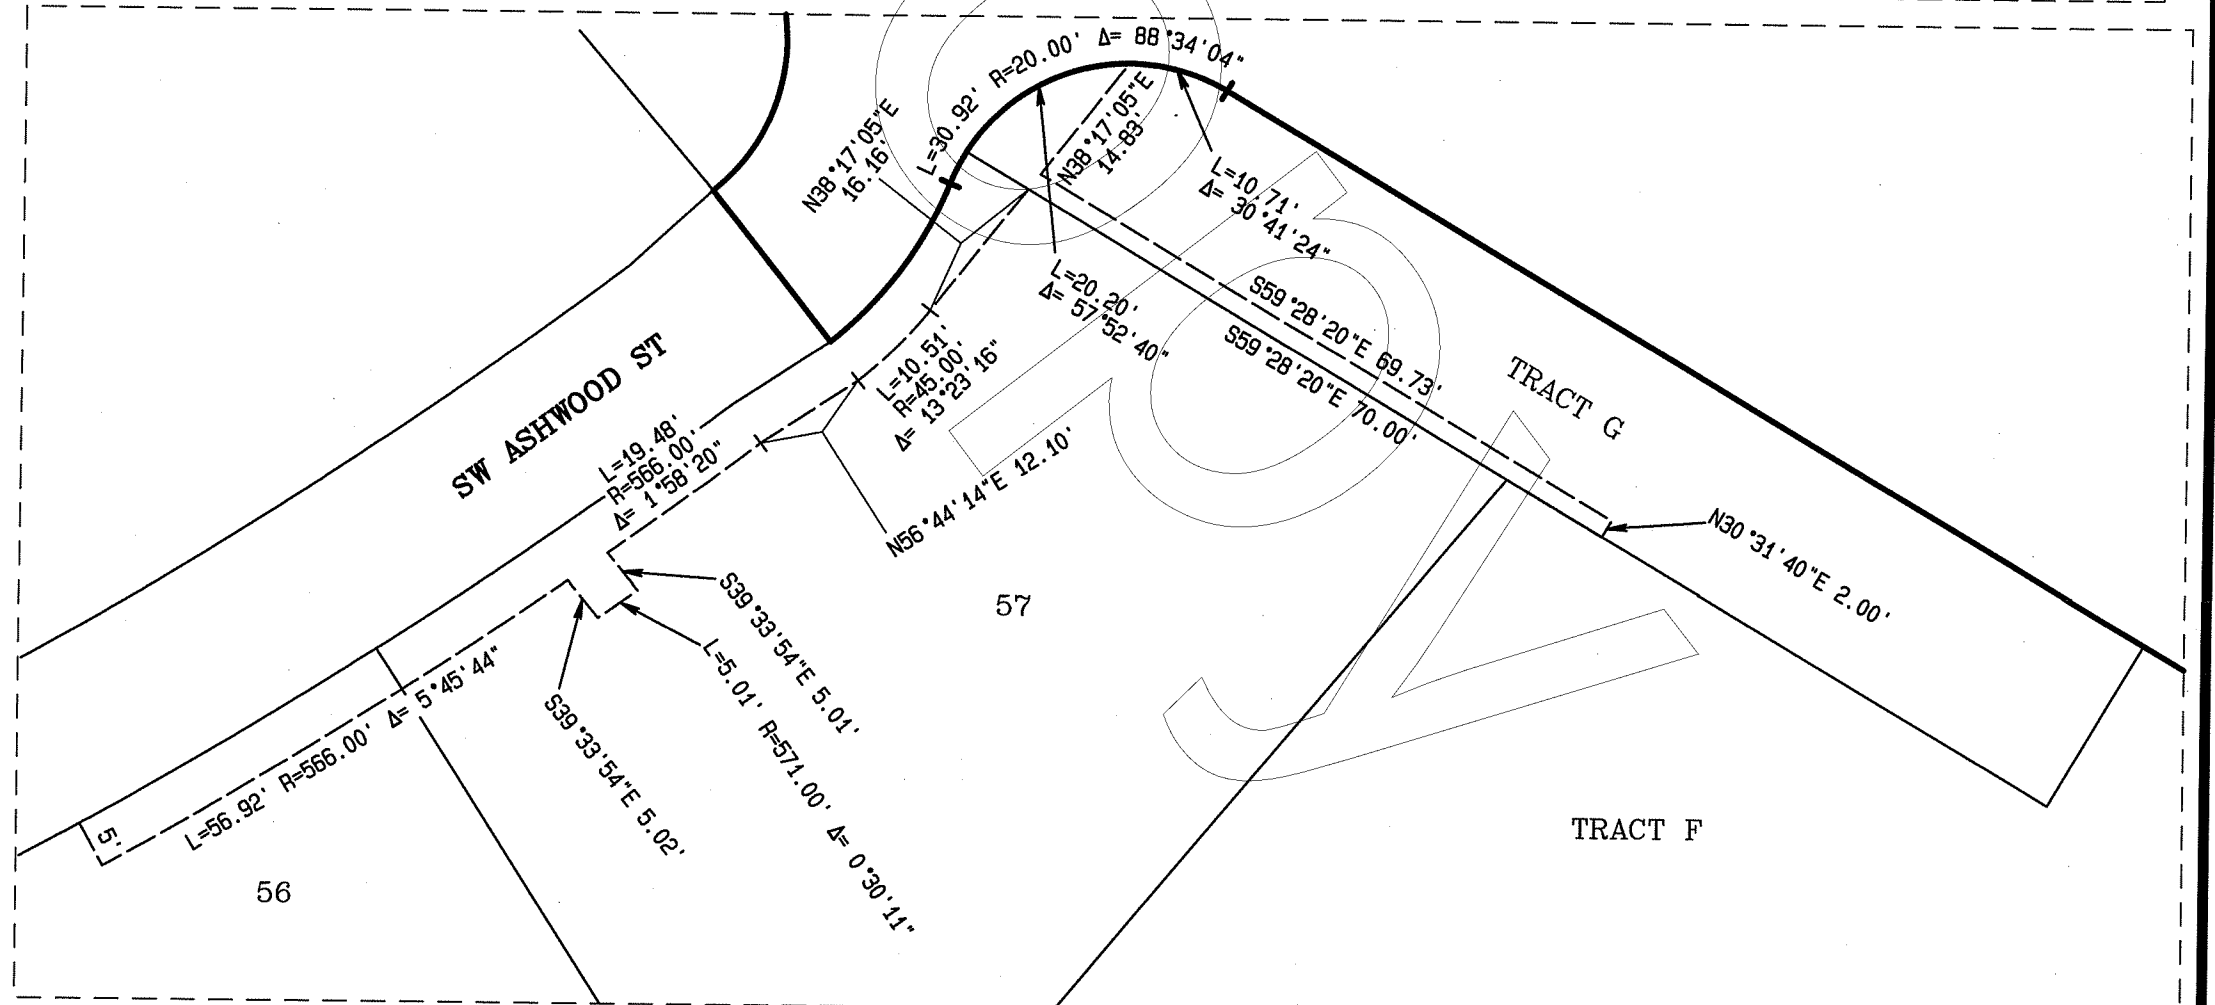 L=30.92' R=20.00' Δ= 88°34'04"
N38°17'05"E
16.16'
N38°17'05"E
14.83'
L=10.71'
Δ= 30°41'24"
L=20.20'
Δ= 57°52'40"
S59°28'20"E 69.73'
S59°28'20"E 70.00'
TRACT G
SW ASHWOOD ST
L=10.51'
R=45.00'
Δ= 13°23'16"
L=19.48'
R=566.00'
Δ= 1°58'20"
N56°44'14"E 12.10'
N30°31'40"E 2.00'
57
S39°33'54"E 5.01'
L=5.01' R=571.00' Δ= 0°30'11"
S39°33'54"E 5.02'
L=56.92' R=566.00' Δ= 5°45'44"
5'
56
TRACT F